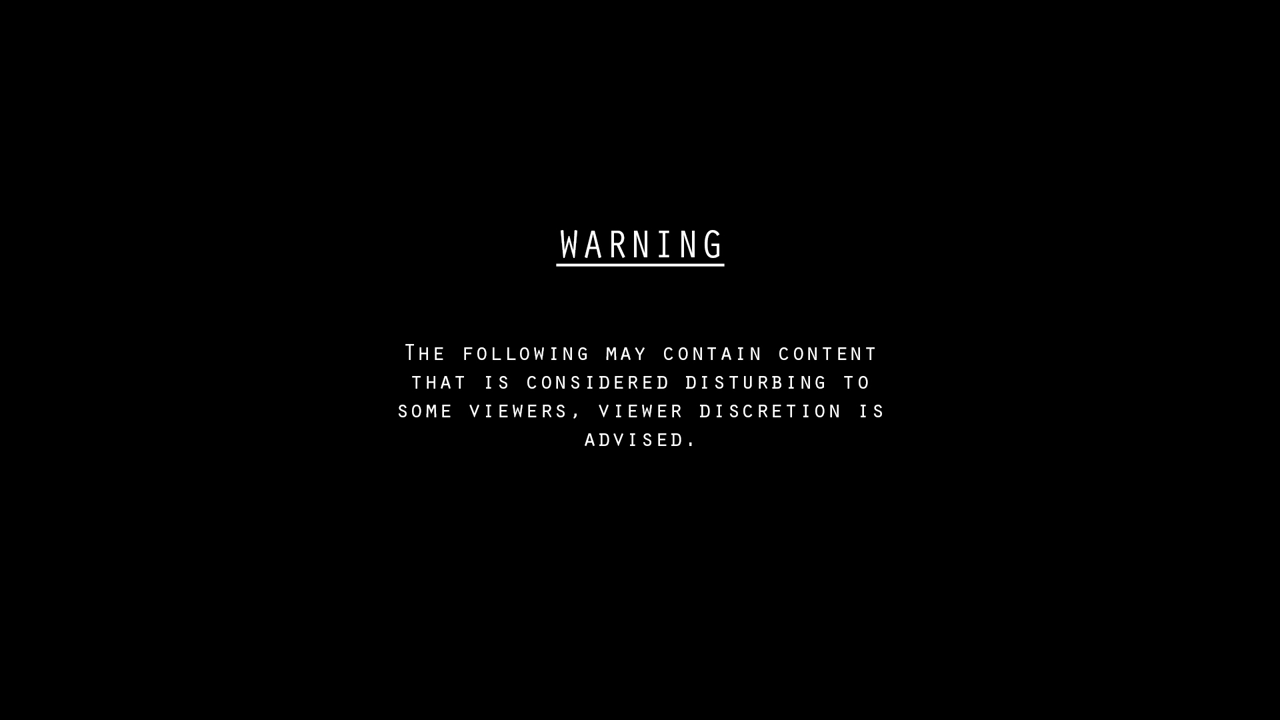 WARNING
The following may contain content
that is considered disturbing to
some viewers, viewer discretion is
advised.